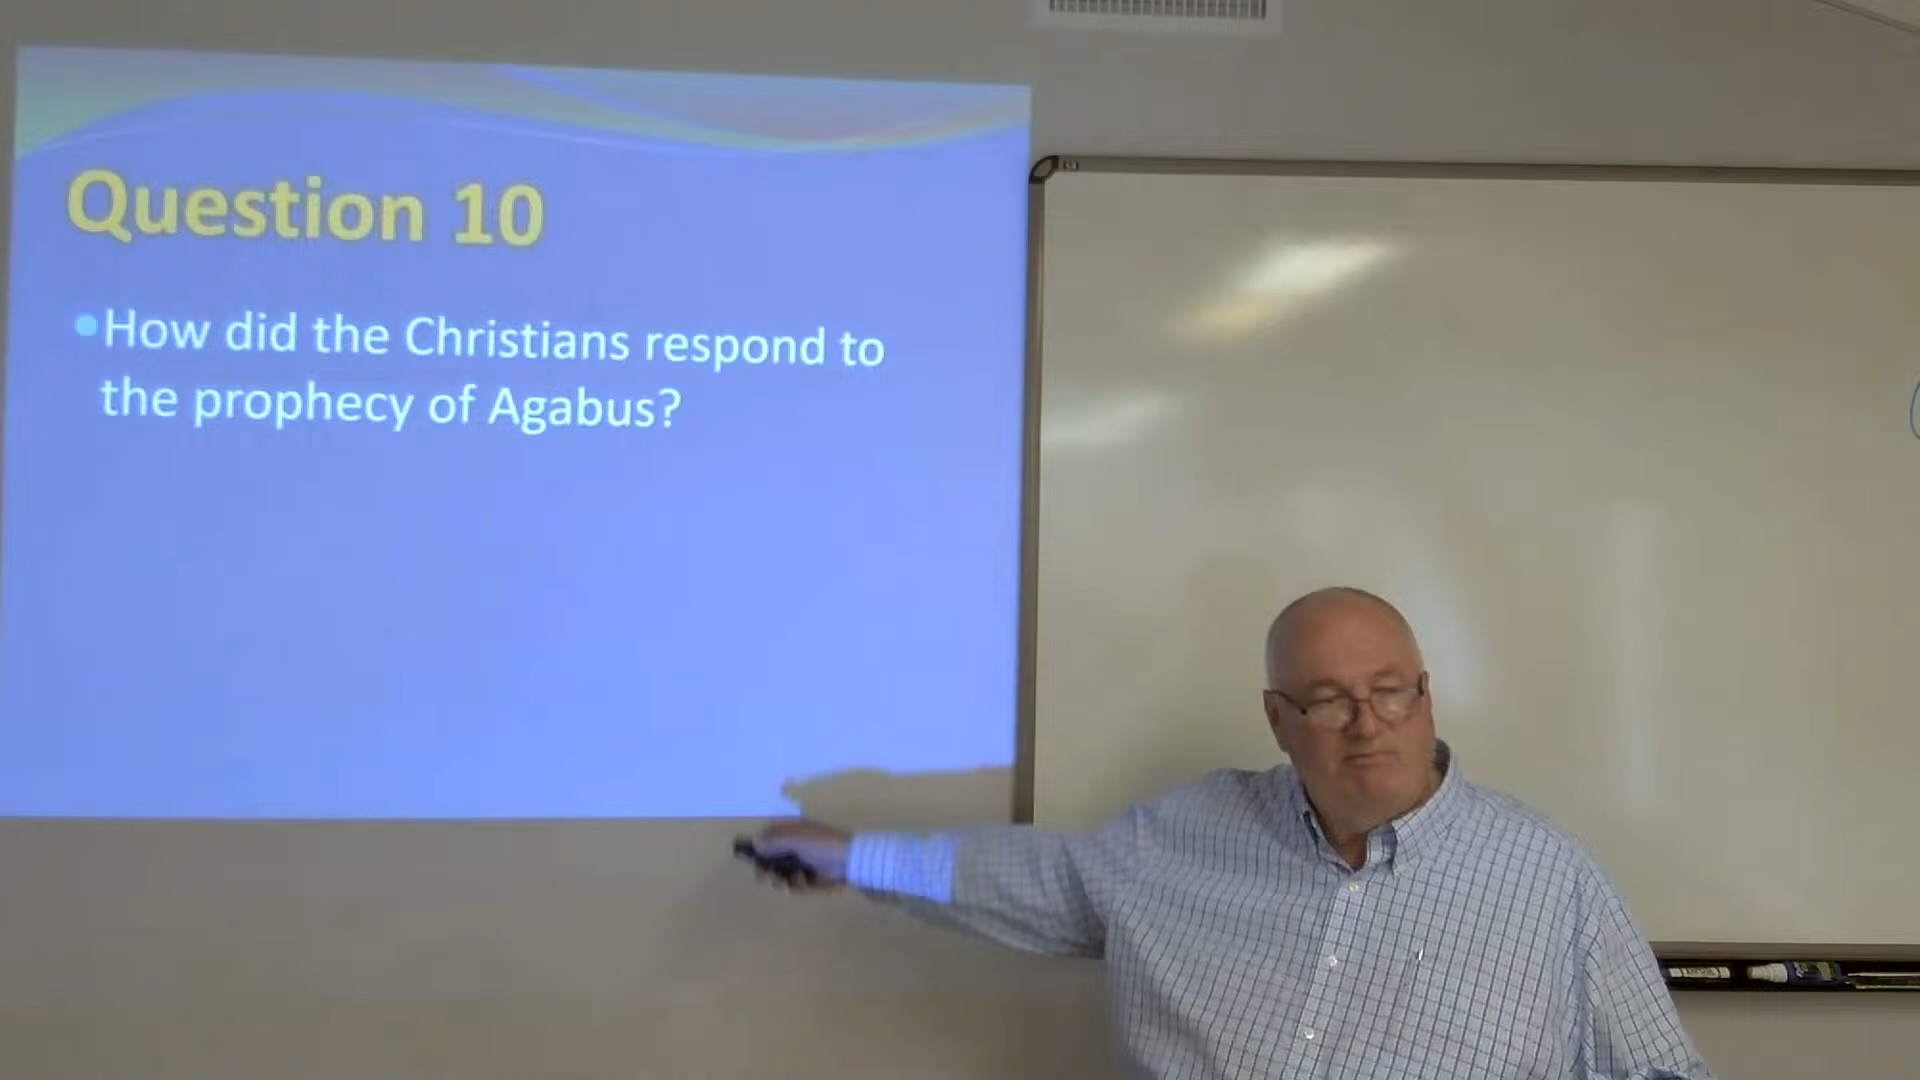 Question 10
•How did the Christians respond to
the prophecy of Agabus?